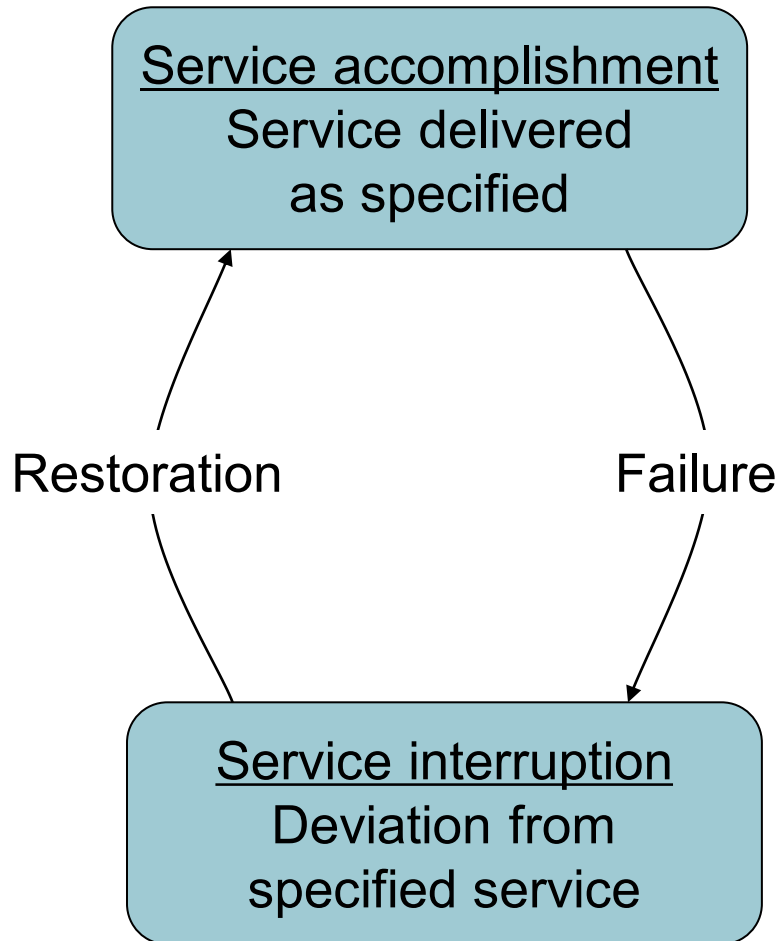 Service accomplishment
Service delivered
as specified
Restoration
Failure
Service interruption
Deviation from
specified service